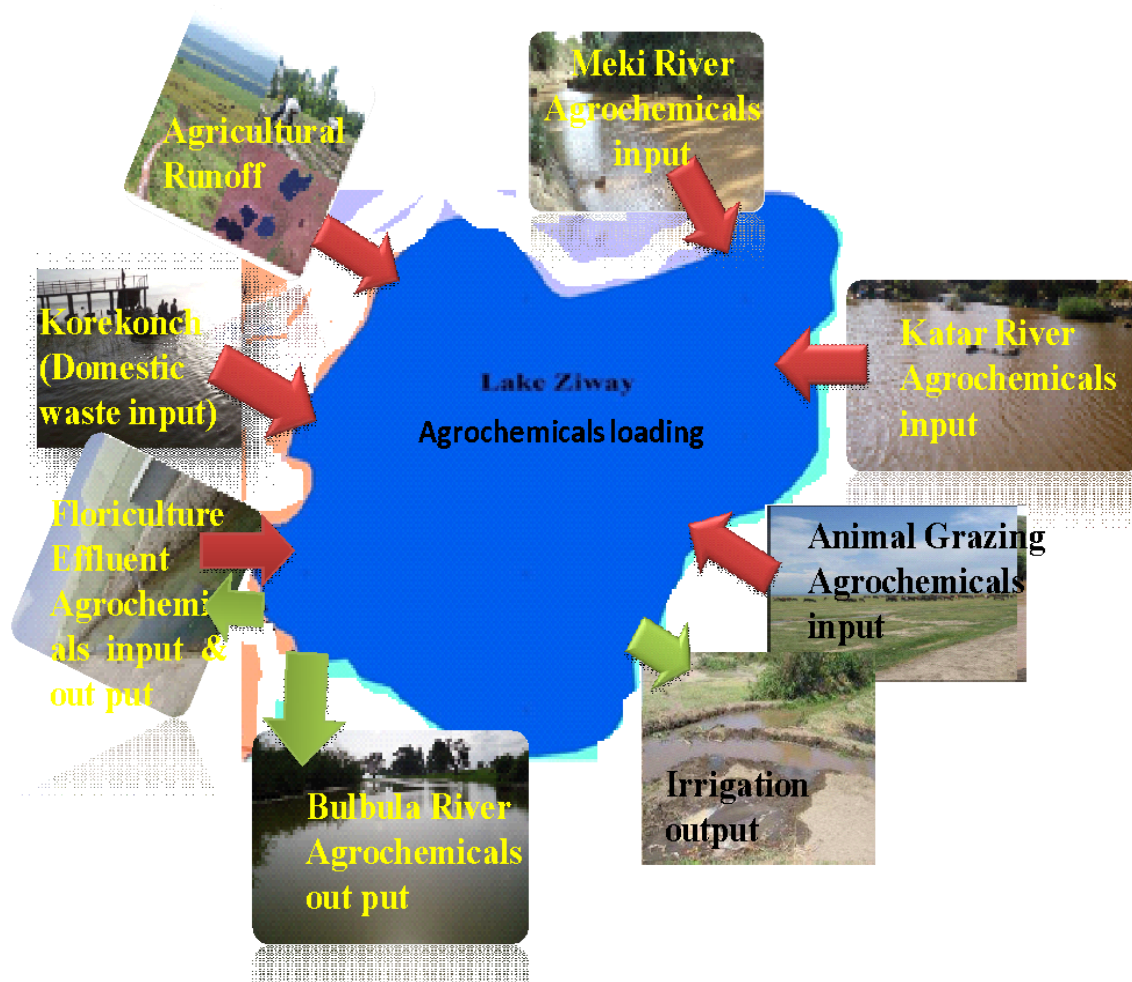 Meki River
Agrochemicals
input
Agricultural
Runoff
Korekonch
(Domestic
waste input)
Katar River
Agrochemicals
input
Lake Ziway
Agrochemicals loading
Floriculture
Effluent
Agrochemic
als input &
out put
Animal Grazing
Agrochemicals
input
Irrigation
output
Bulbula River
Agrochemicals
out put